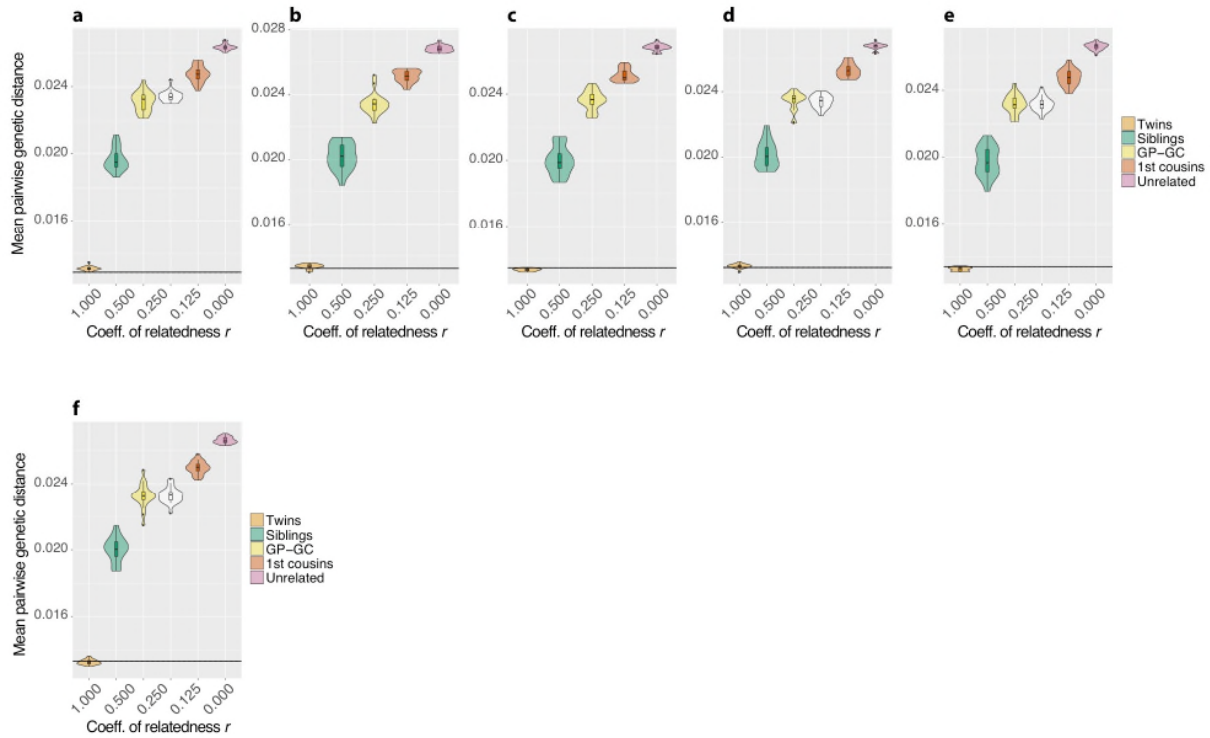 a
b
c
d
e
Mean pairwise genetic distance
0.024
0.020
0.016
0.028
0.024
0.020
0.016
0.024
0.020
0.016
0.024
0.020
0.016
0.024
0.020
0.016
1.000
0.500
0.250
0.125
0.000
1.000
0.500
0.250
0.125
0.000
1.000
0.500
0.250
0.125
0.000
1.000
0.500
0.250
0.125
0.000
1.000
0.500
0.250
0.125
0.000
Coeff. of relatedness r
Coeff. of relatedness r
Coeff. of relatedness r
Coeff. of relatedness r
Coeff. of relatedness r
Twins
Siblings
GP-GC
1st cousins
Unrelated
f
Mean pairwise genetic distance
0.024
0.020
0.016
1.000
0.500
0.250
0.125
0.000
Coeff. of relatedness r
Twins
Siblings
GP-GC
1st cousins
Unrelated